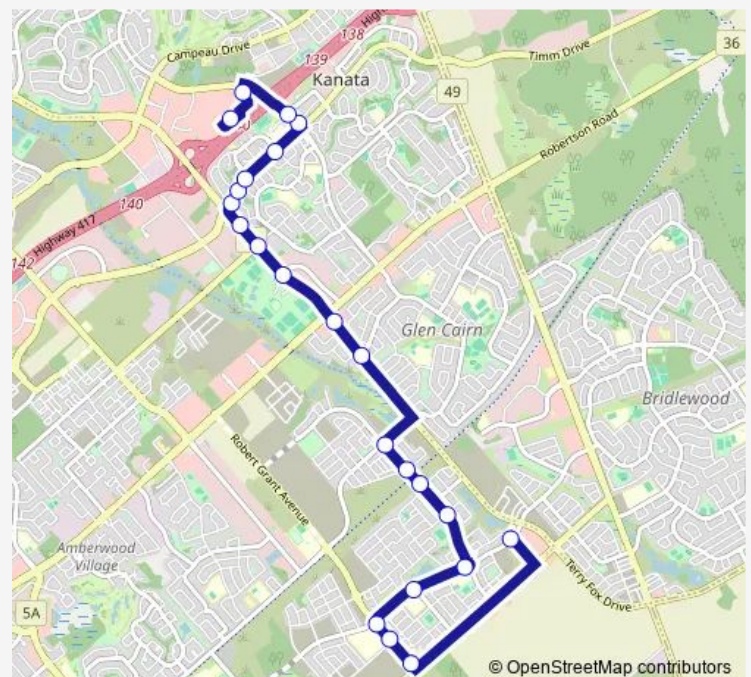 Campeau Drive
Highw
138
139
Kanata
Timm Drive
36
49
Robertson Road
140
Highway 417
142
Glen Cairn
Bridlewood
Robert Grant Avenue
Amberwood
Village
5A
Terry Fox Drive
© OpenStreetMap contributors